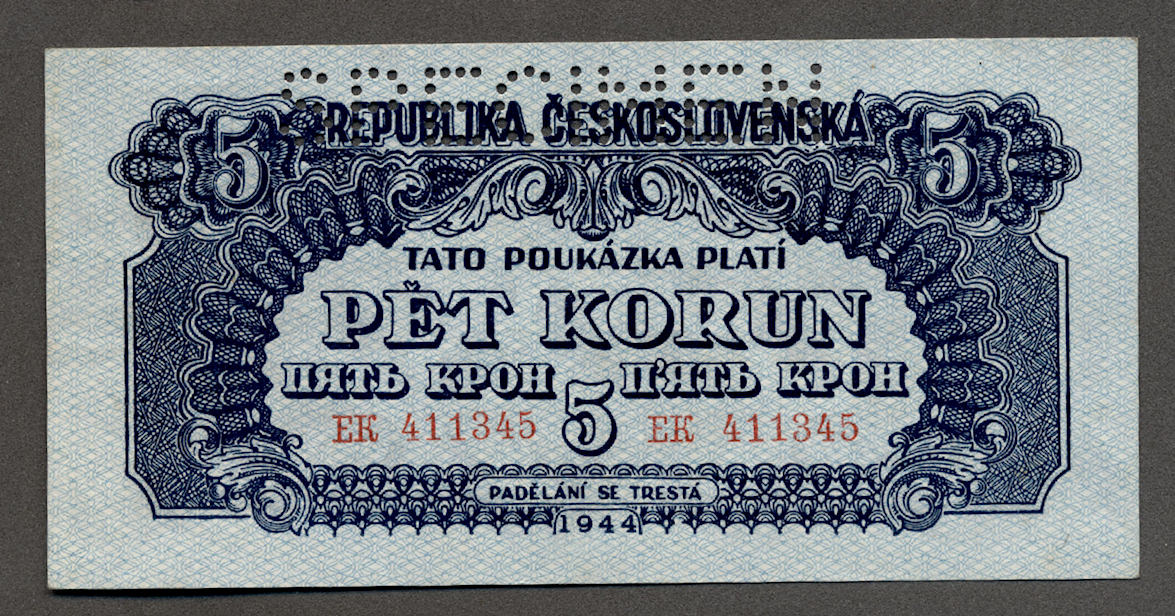 SPECIMEN
REPUBLIKA ČESKOSLOVENSKÁ
5 5
TATO POUKÁZKA PLATÍ
PĚT KORUN
ПЯТЬ КРОН 5 П'ЯТЬ КРОН
ЕК 411345 ЕК 411345
PADĚLÁNÍ SE TRESTÁ
1944